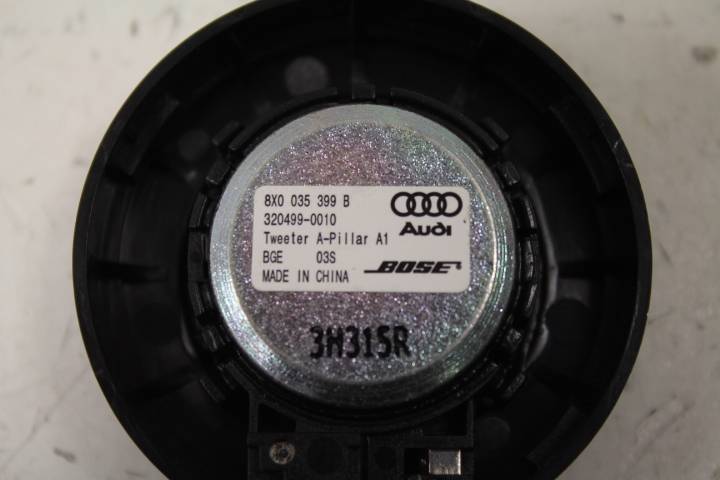 8X0 035 399 B
320499-0010
Tweeter A-Pillar A1
BGE 03S
MADE IN CHINA
Audi
BOSE
3H315R